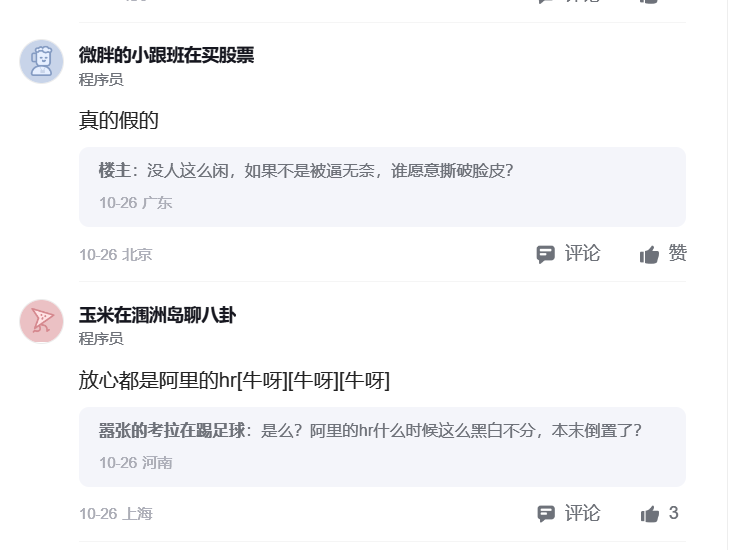 微胖的小跟班在买股票
程序员
真的假的
楼主：没人这么闲，如果不是被逼无奈，谁愿意撕破脸皮？
10-26 广东
10-26 北京 评论 赞
玉米在涠洲岛聊八卦
程序员
放心都是阿里的hr[牛呀][牛呀][牛呀]
嚣张的考拉在踢足球：是么？阿里的hr什么时候这么黑白不分，本末倒置了？
10-26 河南
10-26 上海 评论 3